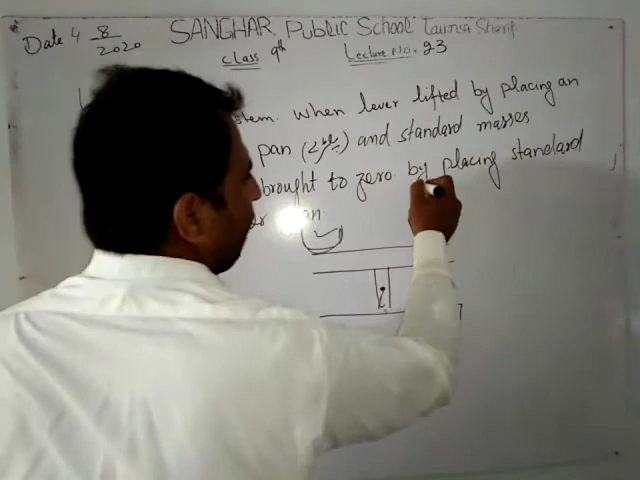 Date 4 8/2020 SANGHAR Public School Taunsa Sharif
Class 9th Lecture No. 23
stem. When lever lifted by placing an
pan ( ) and standard masses
brought to zero by placing standard
pan